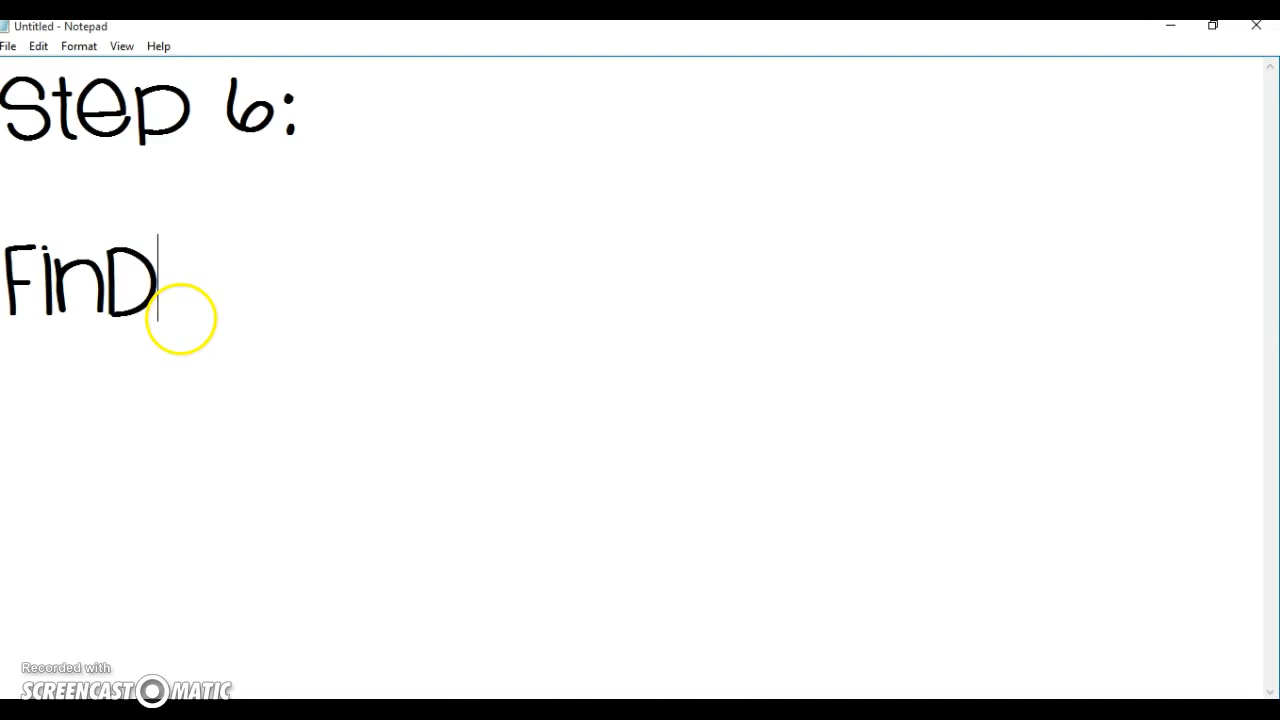 Untitled - Notepad
File Edit Format View Help
Step 6:
Find
Recorded with
SCREENCAST MATIC